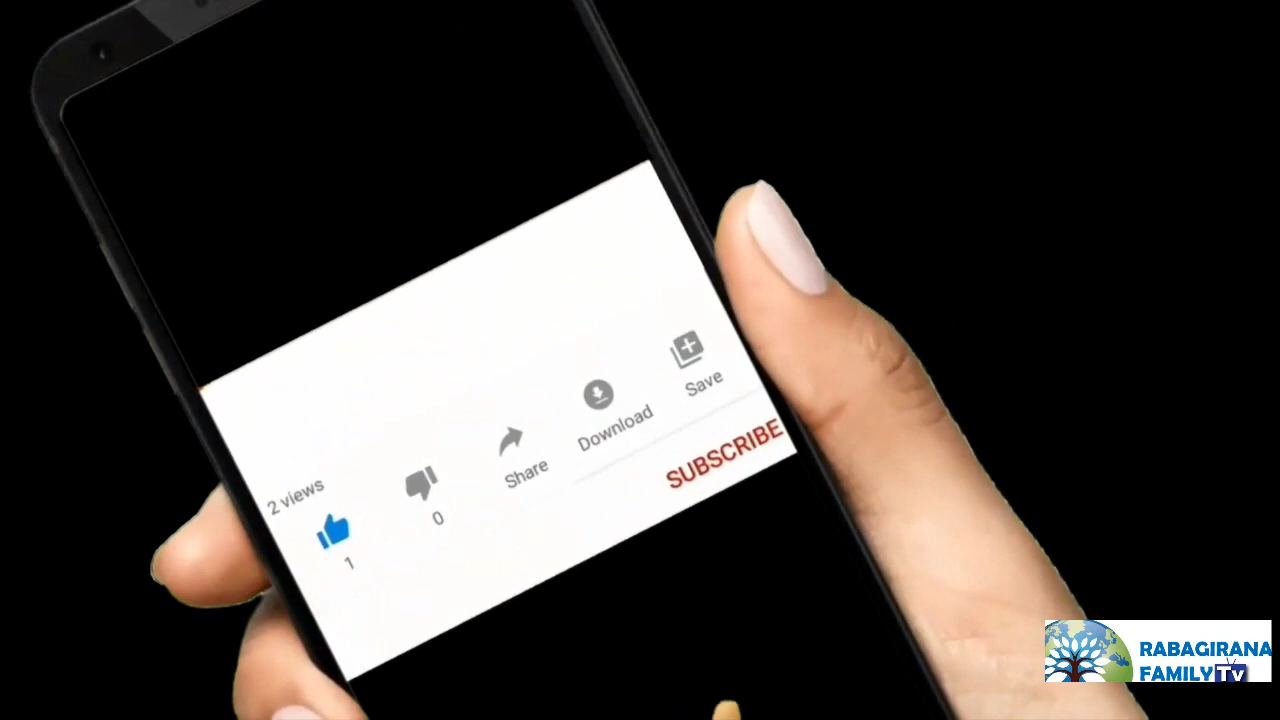 2 views
1
0
Share
Download
Save
SUBSCRIBE
RABAGIRANA
FAMILY TV